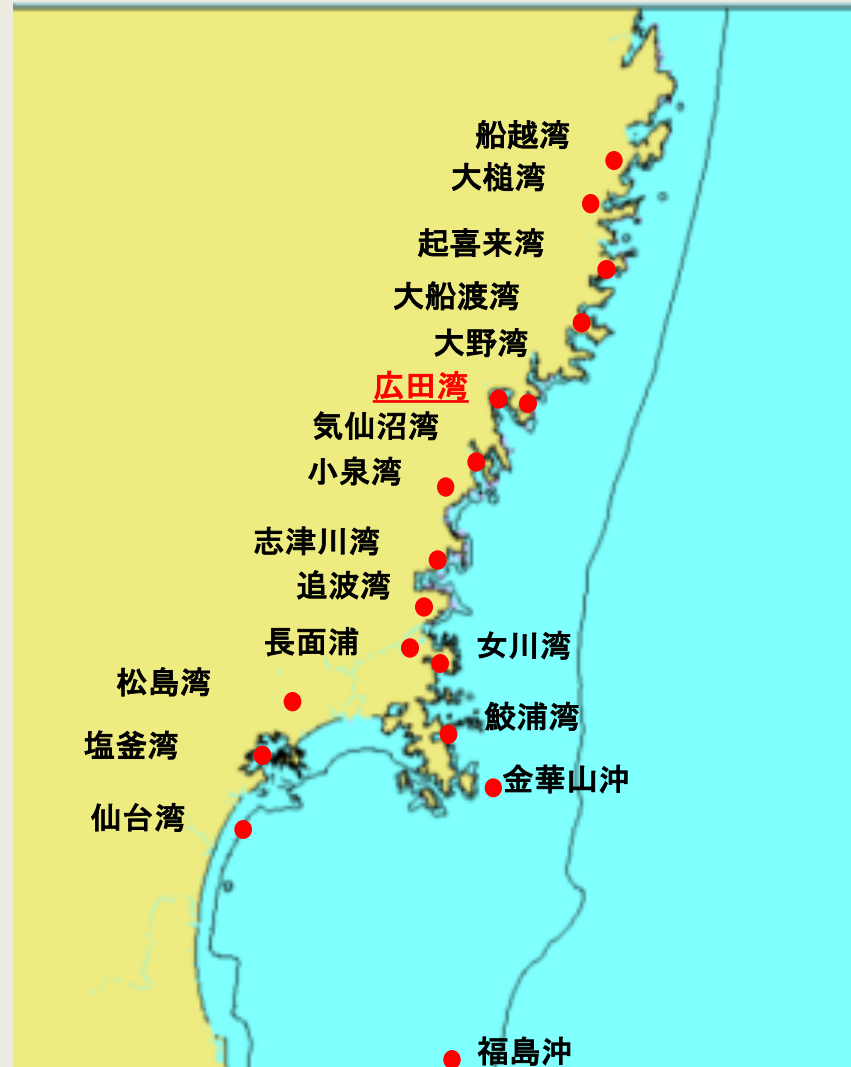 船越湾
大槌湾
起喜来湾
大船渡湾
大野湾
広田湾
気仙沼湾
小泉湾
志津川湾
追波湾
長面浦
女川湾
松島湾
鮫浦湾
塩釜湾
金華山沖
仙台湾
福島沖